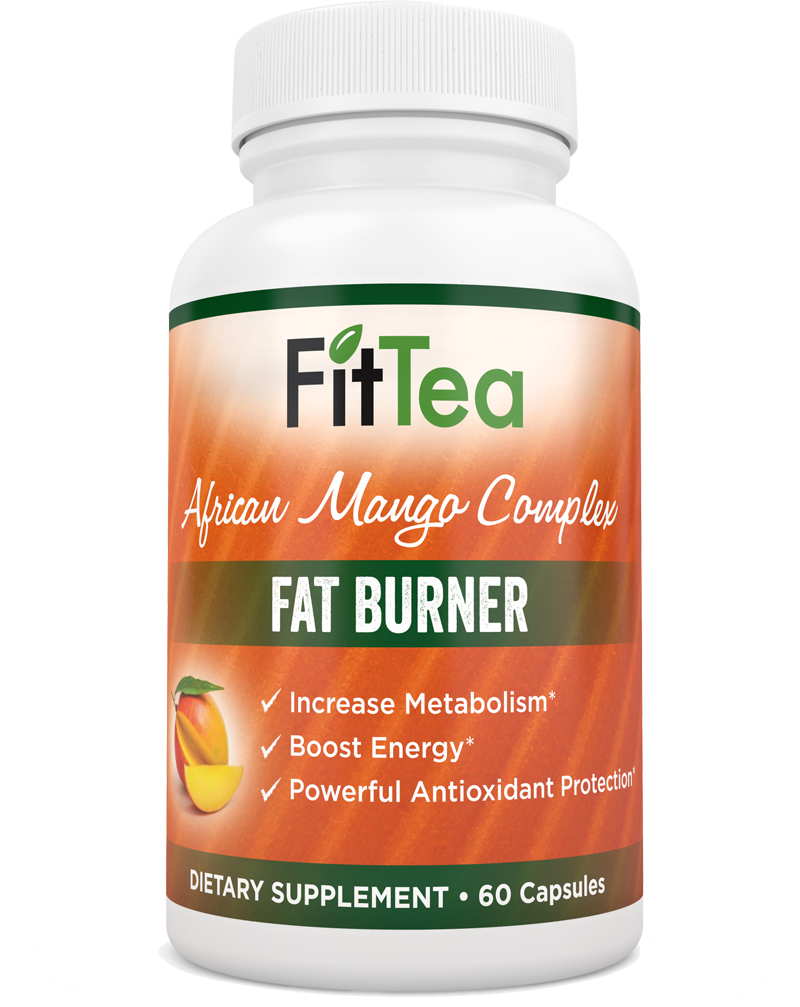 FitTea
African Mango Complex
FAT BURNER
✓ Increase Metabolism*
✓ Boost Energy*
✓ Powerful Antioxidant Protection*
DIETARY SUPPLEMENT • 60 Capsules